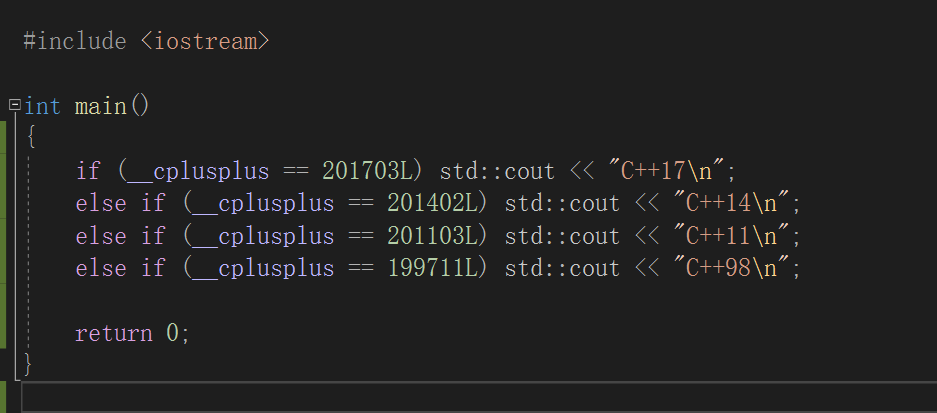 #include <iostream>
int main()
{
if (__cplusplus == 201703L) std::cout << "C++17\n";
else if (__cplusplus == 201402L) std::cout << "C++14\n";
else if (__cplusplus == 201103L) std::cout << "C++11\n";
else if (__cplusplus == 199711L) std::cout << "C++98\n";
return 0;
}